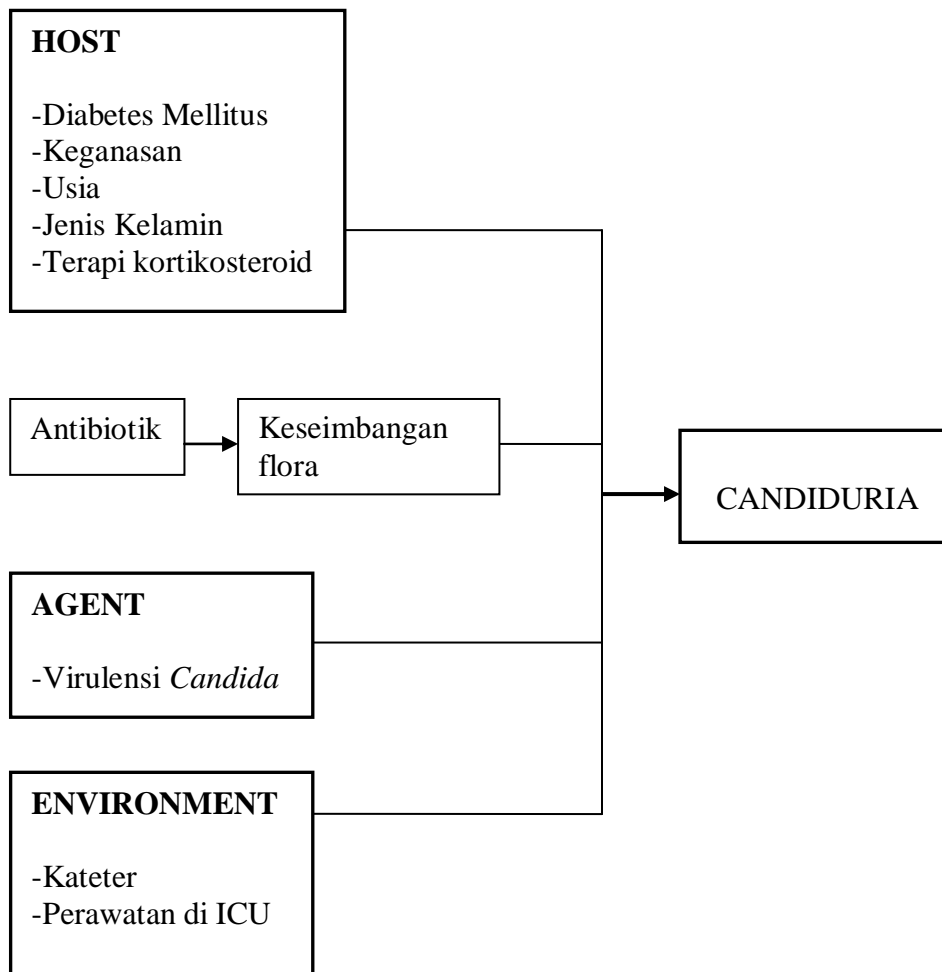 HOST
-Diabetes Mellitus
-Keganasan
-Usia
-Jenis Kelamin
-Terapi kortikosteroid
Antibiotik
Keseimbangan
flora
CANDIDURIA
AGENT
-Virulensi Candida
ENVIRONMENT
-Kateter
-Perawatan di ICU